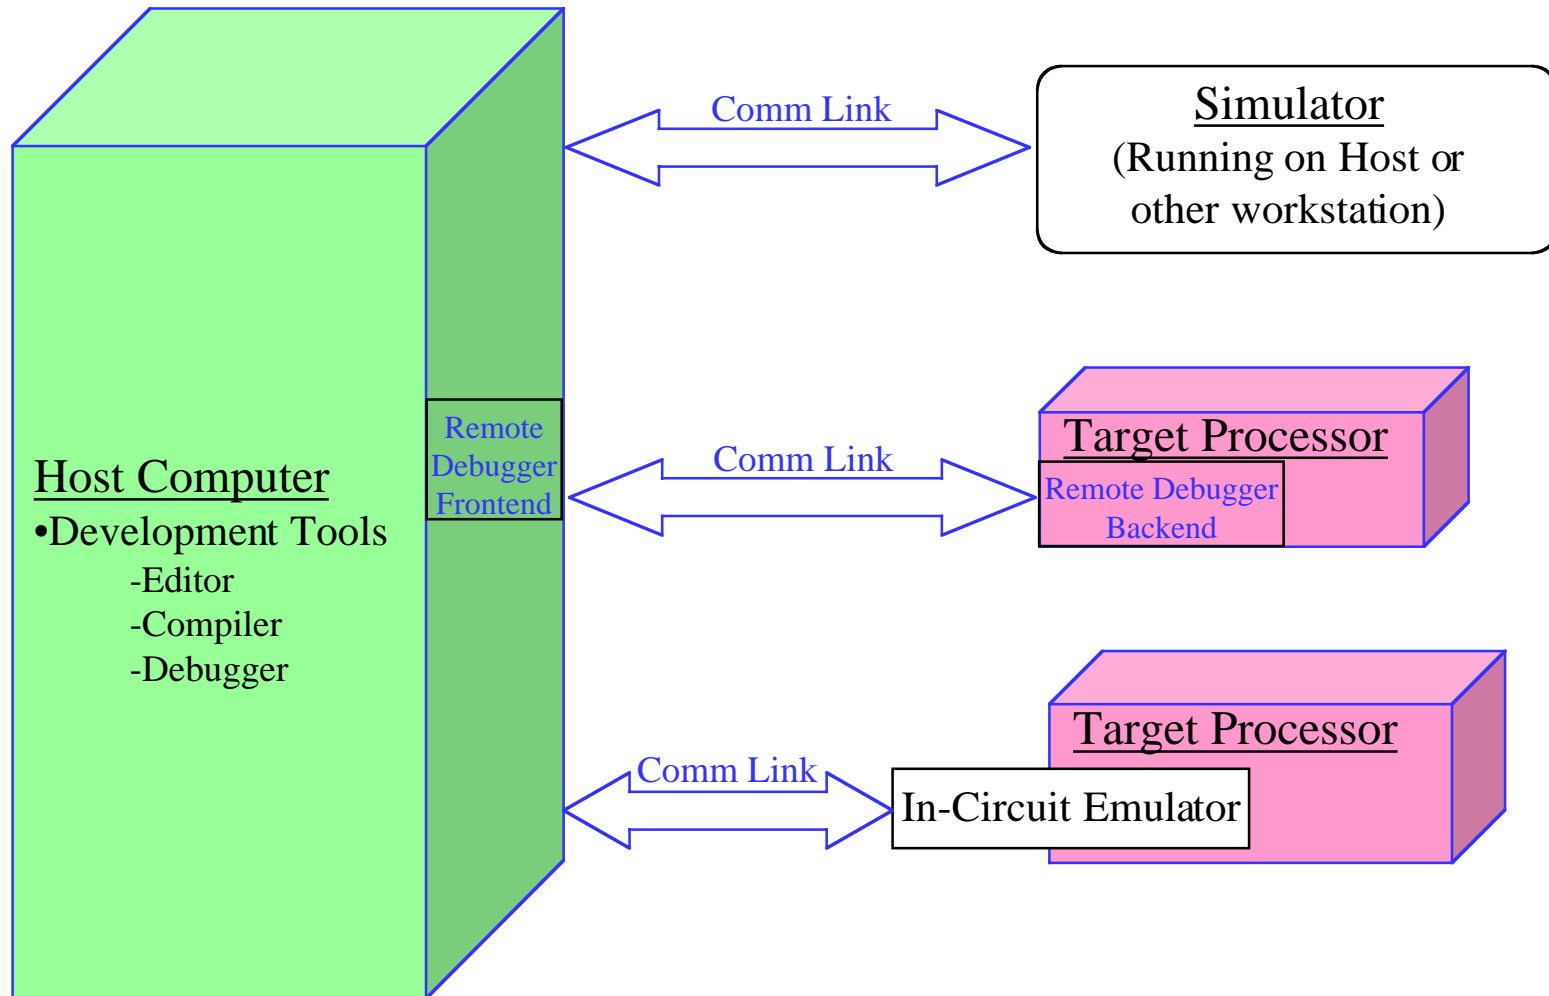 Host Computer
•Development Tools
-Editor
-Compiler
-Debugger
Remote
Debugger
Frontend
Comm Link
Simulator
(Running on Host or
other workstation)
Comm Link
Target Processor
Remote Debugger
Backend
Comm Link
Target Processor
In-Circuit Emulator